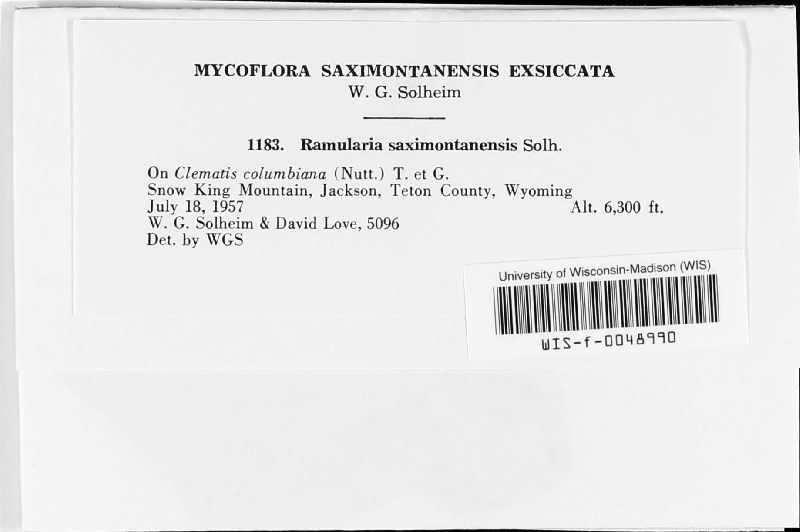 MYCOFLORA SAXIMONTANENSIS EXSICCATA
W. G. Solheim
1183. Ramularia saximontanensis Solh.
On Clematis columbiana (Nutt.) T. et G.
Snow King Mountain, Jackson, Teton County, Wyoming
July 18, 1957 Alt. 6,300 ft.
W. G. Solheim & David Love, 5096
Det. by WGS
University of Wisconsin-Madison (WIS)
WIS-f-0048990